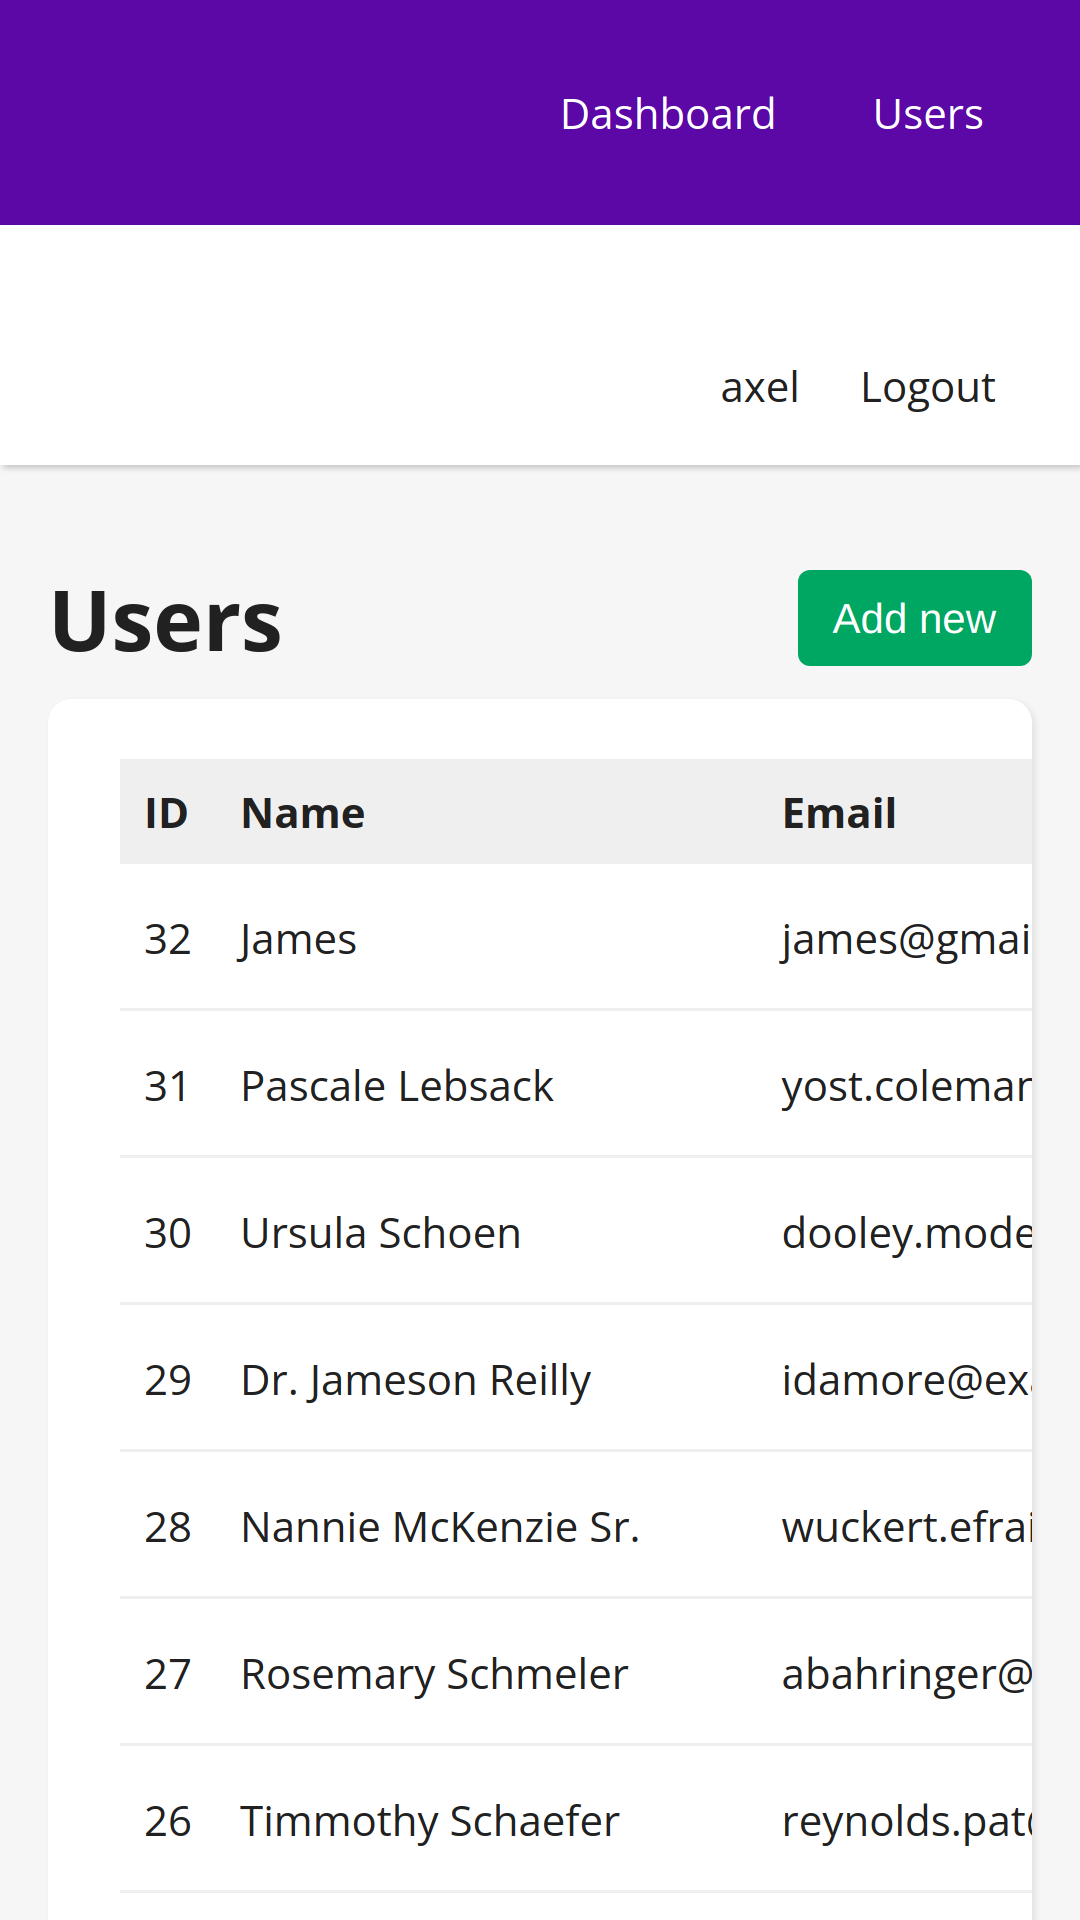 Dashboard Users
axel Logout
Users Add new
ID Name Email
32 James james@gmai
31 Pascale Lebsack yost.coleman
30 Ursula Schoen dooley.mode
29 Dr. Jameson Reilly idamore@exa
28 Nannie McKenzie Sr. wuckert.efrai
27 Rosemary Schmeler abahringer@
26 Timmothy Schaefer reynolds.pat